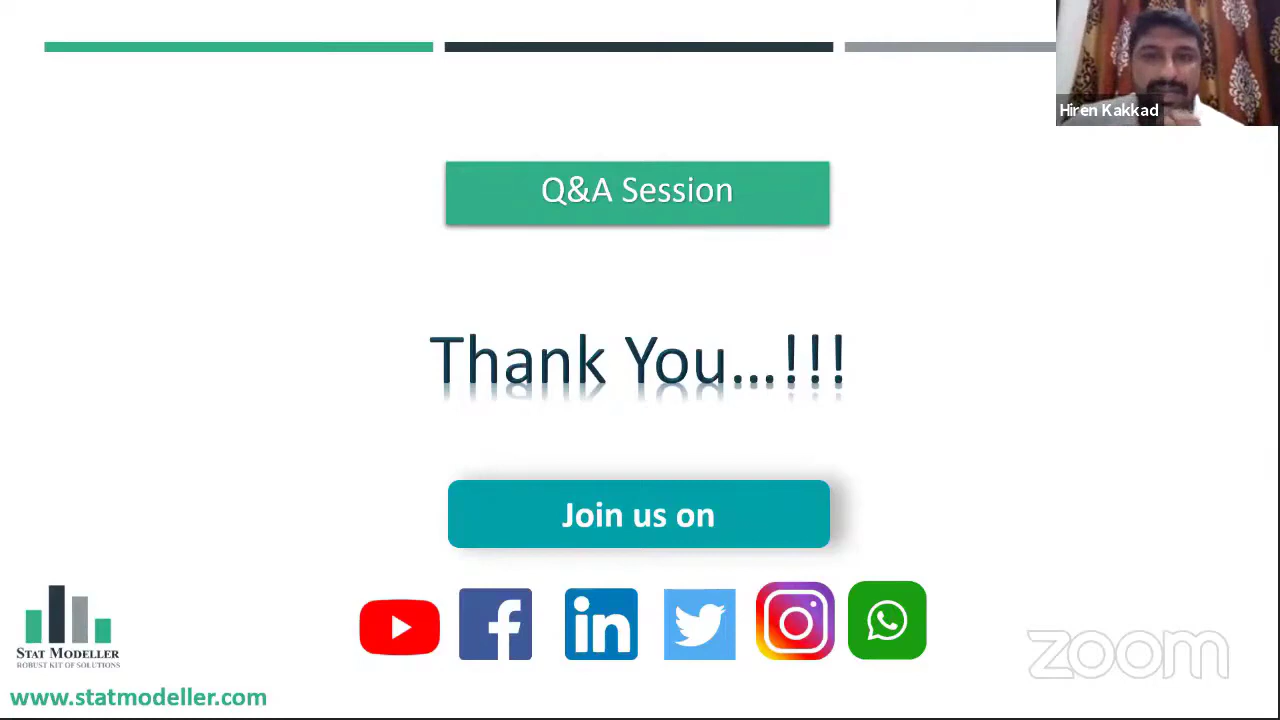 Hiren Kakkad
Q&A Session
Thank You...!!!
Join us on
STAT MODELLER
ROBUST KIT OF SOLUTIONS
www.statmodeller.com
zoom